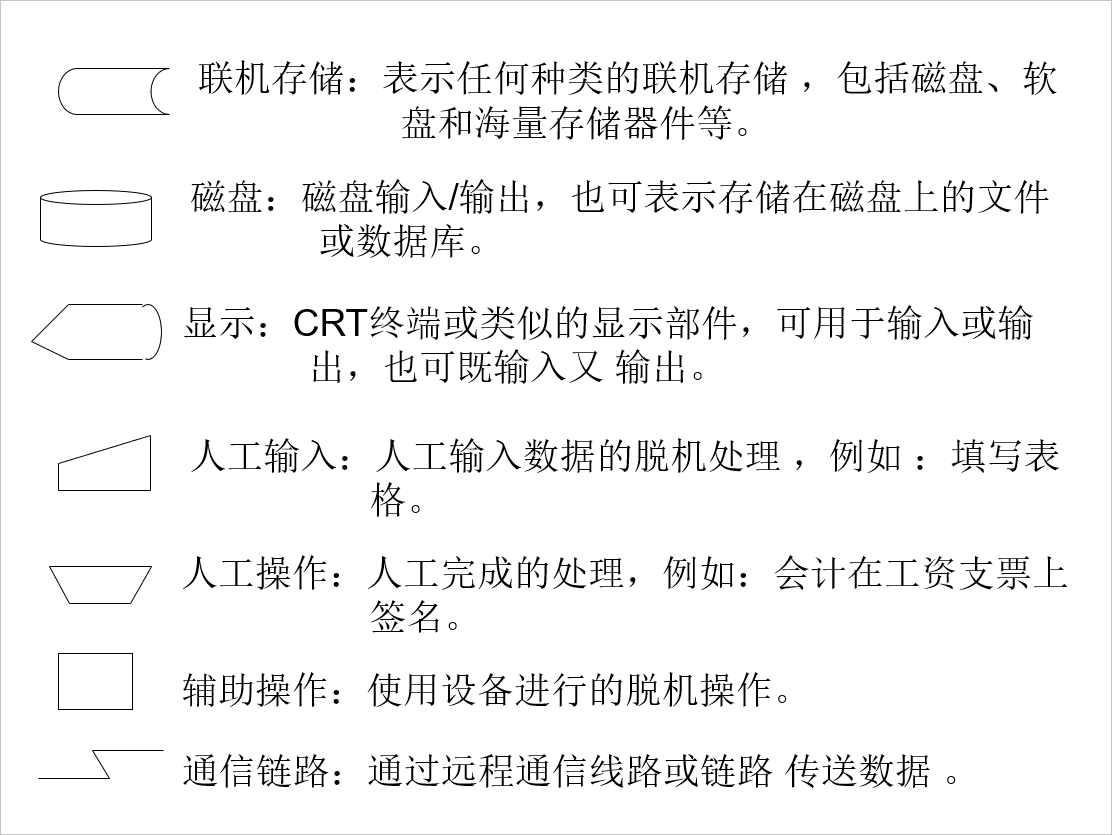 联机存储：表示任何种类的联机存储 ，包括磁盘、软
盘和海量存储器件等。
磁盘：磁盘输入/输出，也可表示存储在磁盘上的文件
或数据库。
显示：CRT终端或类似的显示部件，可用于输入或输
出，也可既输入又 输出。
人工输入：人工输入数据的脱机处理 ，例如 ：填写表
格。
人工操作：人工完成的处理，例如：会计在工资支票上
签名。
辅助操作：使用设备进行的脱机操作。
通信链路：通过远程通信线路或链路 传送数据 。